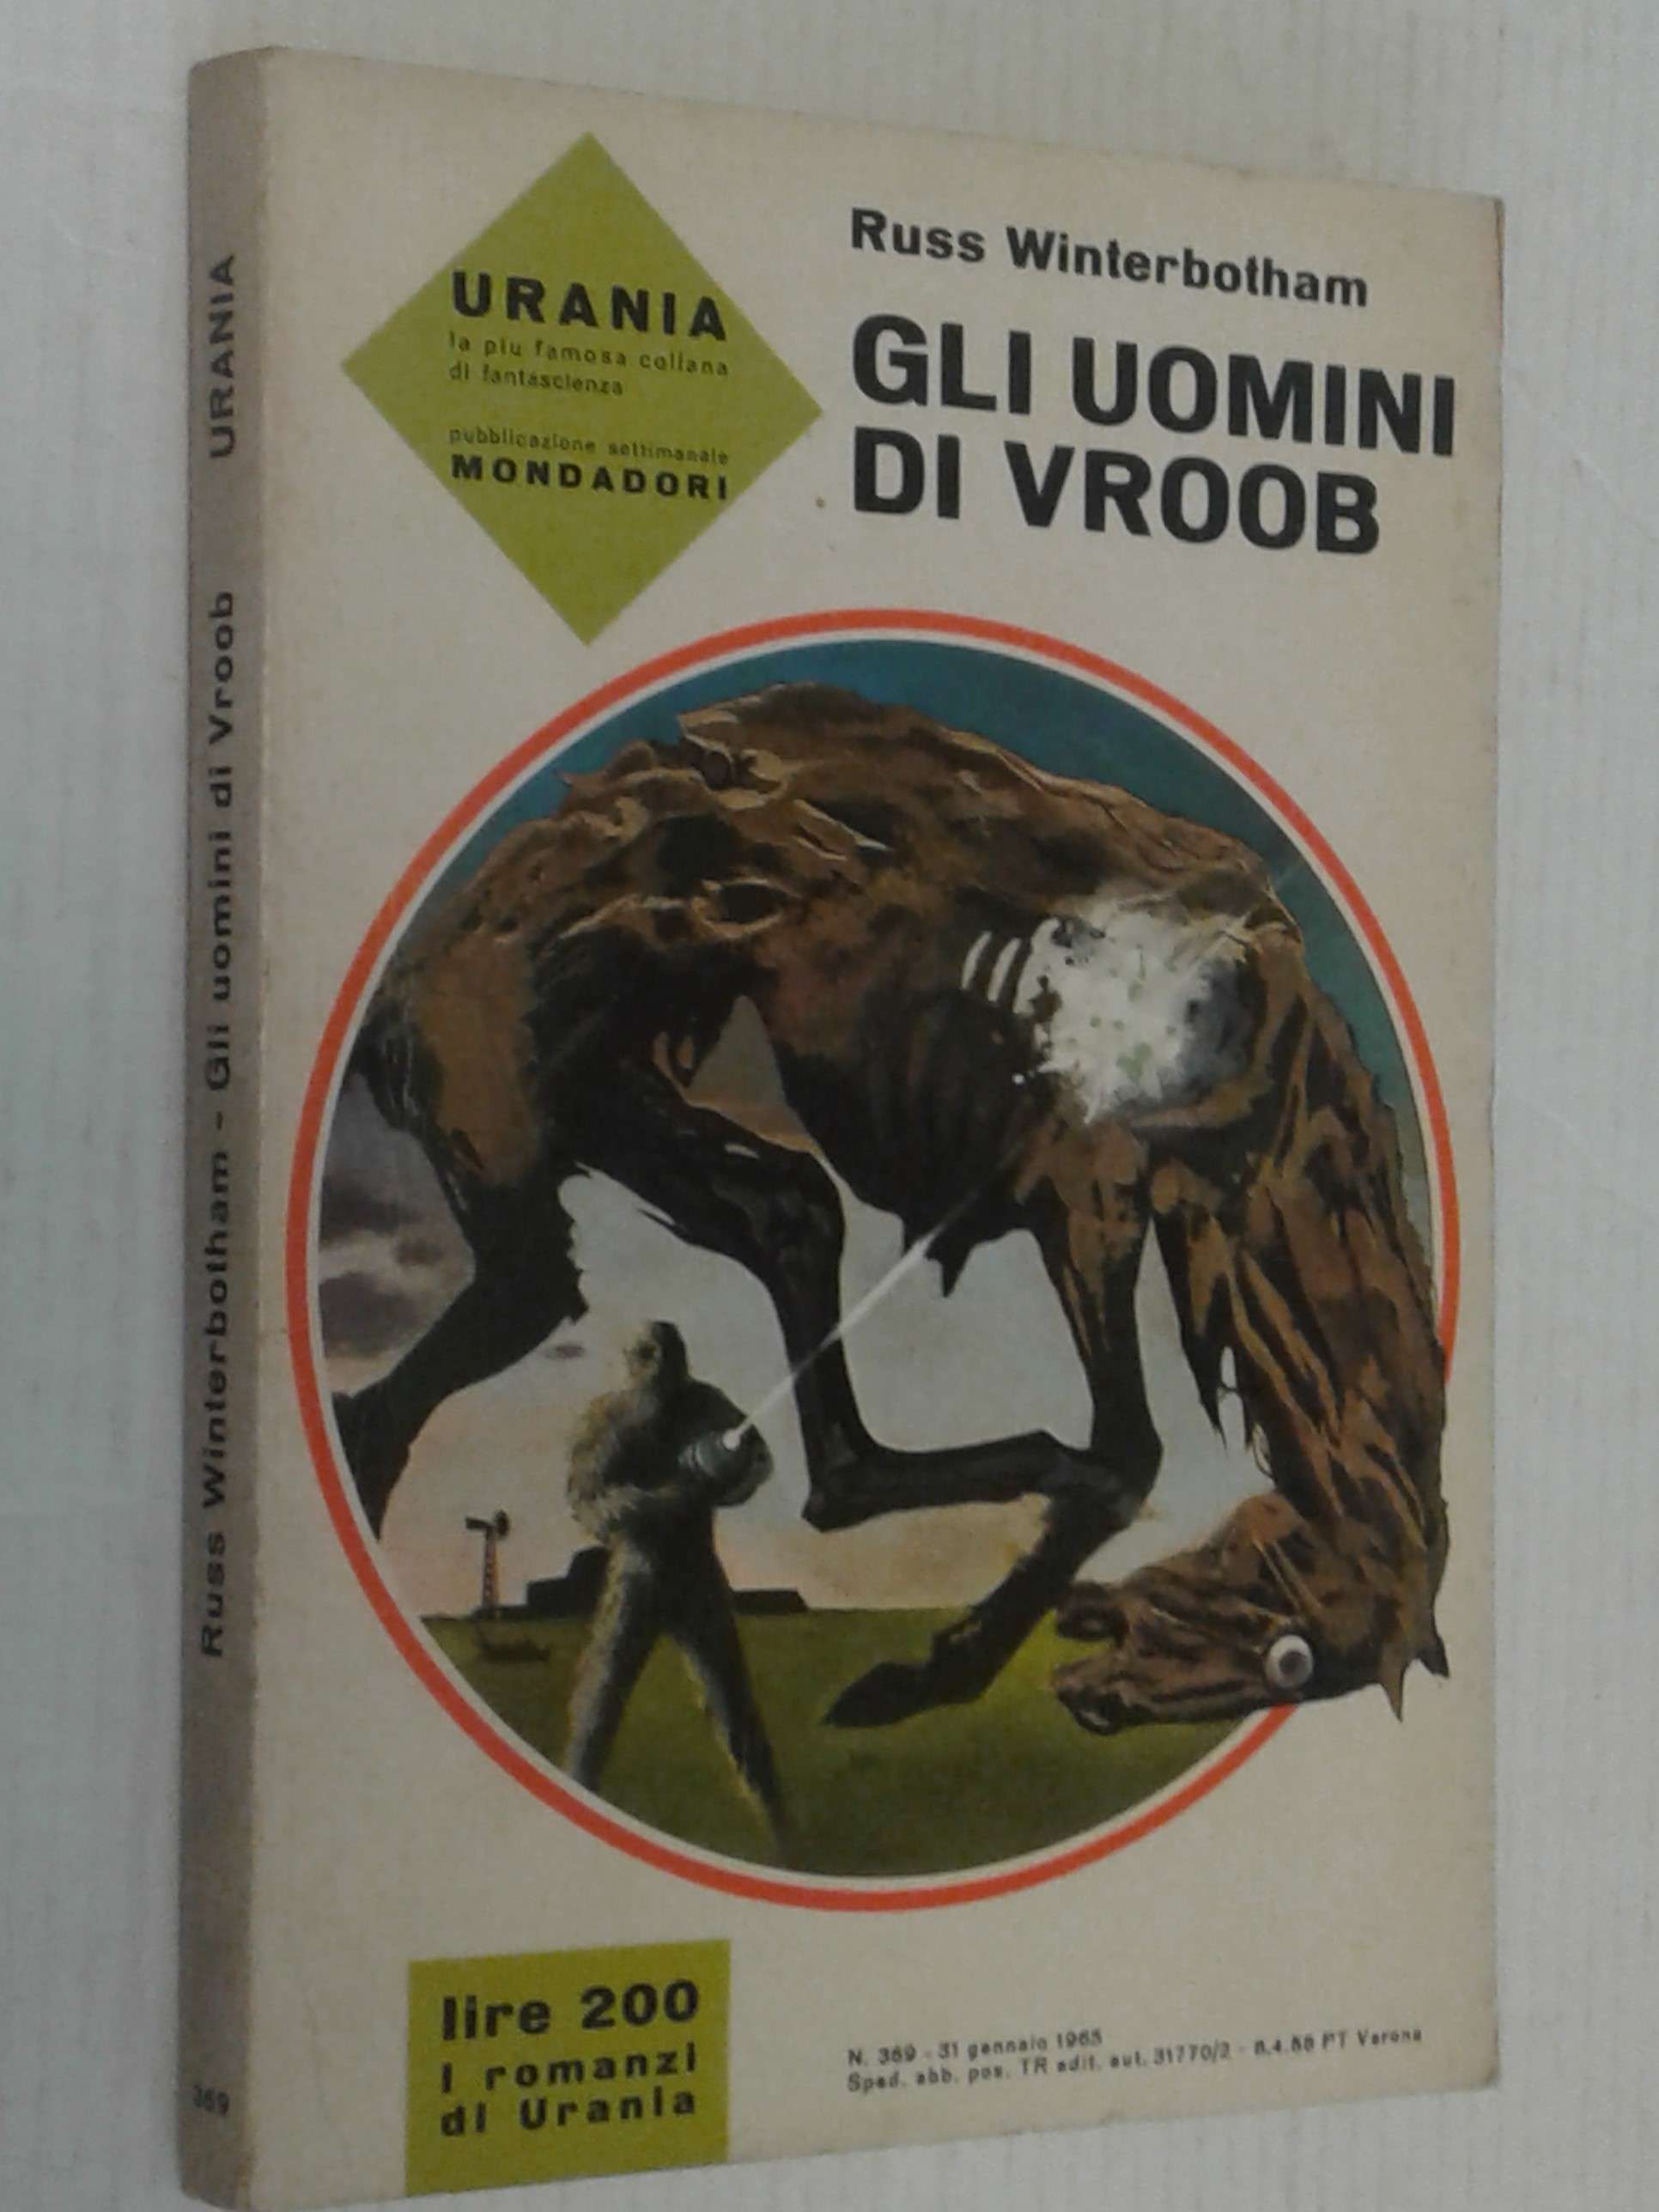 URANIA
la più famosa collana
di fantascienza
pubblicazione settimanale
MONDADORI
Russ Winterbotham
GLI UOMINI
DI VROOB
lire 200
I romanzi
di Urania
N. 369 - 31 gennaio 1965
Sped. abb. pos. TR edit. aut. 31770/2 - 8.4.58 PT Verona
Russ Winterbotham - Gli uomini di Vroob URANIA
369